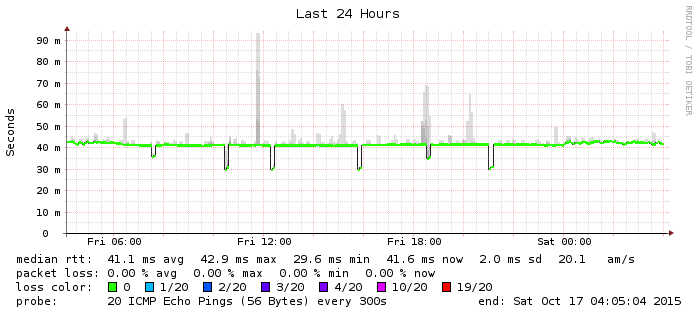 Last 24 Hours
RRDTOOL / TOBI OETIKER
Seconds
90 m
80 m
70 m
60 m
50 m
40 m
30 m
20 m
10 m
0
Fri 06:00 Fri 12:00 Fri 18:00 Sat 00:00
median rtt: 41.1 ms avg 42.9 ms max 29.6 ms min 41.6 ms now 2.0 ms sd 20.1 am/s
packet loss: 0.00 % avg 0.00 % max 0.00 % min 0.00 % now
loss color: 0 1/20 2/20 3/20 4/20 10/20 19/20
probe: 20 ICMP Echo Pings (56 Bytes) every 300s end: Sat Oct 17 04:05:04 2015